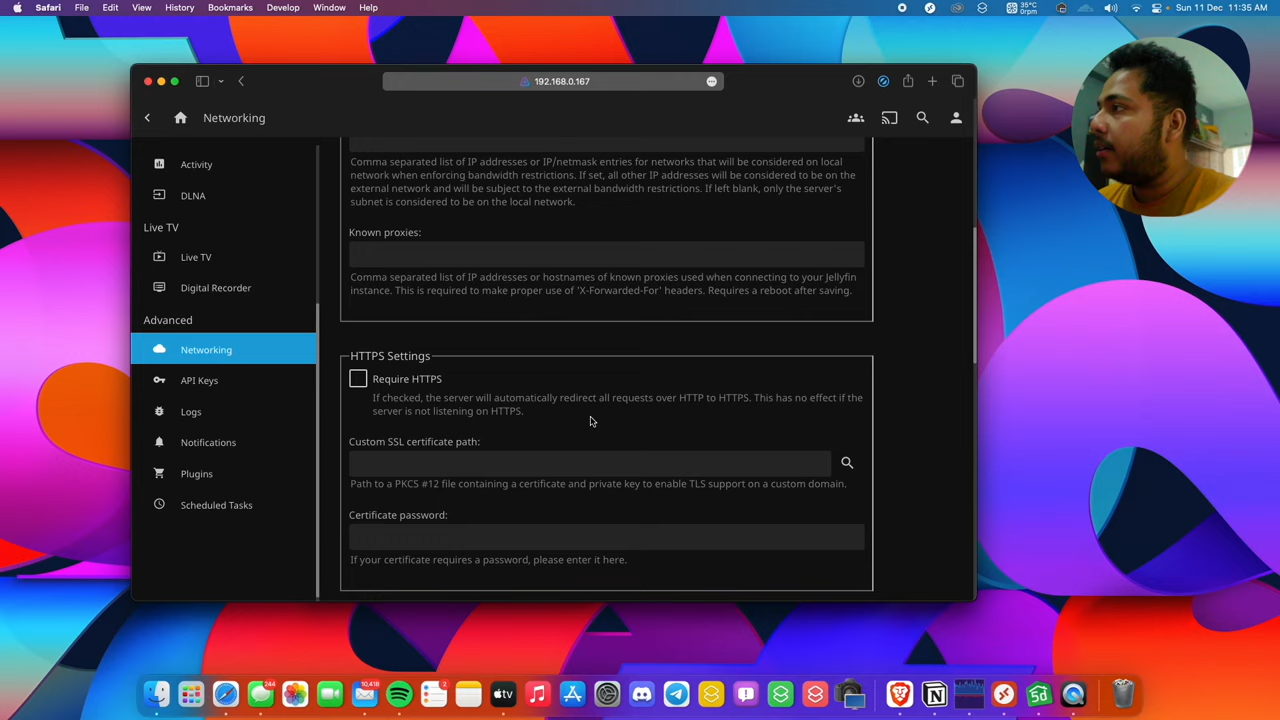 Safari File Edit View History Bookmarks Develop Window Help
35°C
0rpm
Sun 11 Dec 11:35 AM
192.168.0.167
Networking
Activity
DLNA
Live TV
Live TV
Digital Recorder
Advanced
Networking
API Keys
Logs
Notifications
Plugins
Scheduled Tasks
Comma separated list of IP addresses or IP/netmask entries for networks that will be considered on local
network when enforcing bandwidth restrictions. If set, all other IP addresses will be considered to be on the
external network and will be subject to the external bandwidth restrictions. If left blank, only the server's
subnet is considered to be on the local network.
Known proxies:
Comma separated list of IP addresses or hostnames of known proxies used when connecting to your Jellyfin
instance. This is required to make proper use of 'X-Forwarded-For' headers. Requires a reboot after saving.
HTTPS Settings
Require HTTPS
If checked, the server will automatically redirect all requests over HTTP to HTTPS. This has no effect if the
server is not listening on HTTPS.
Custom SSL certificate path:
Path to a PKCS #12 file containing a certificate and private key to enable TLS support on a custom domain.
Certificate password:
If your certificate requires a password, please enter it here.
244
10,418
2
tv